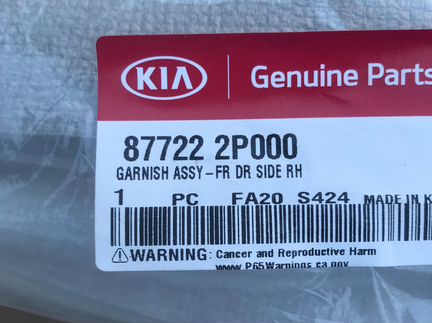 KIA Genuine Parts
87722 2P000
GARNISH ASSY-FR DR SIDE RH
1 PC FA20 S424 MADE IN K
⚠WARNING: Cancer and Reproductive Harm
www.P65Warnings.ca.gov